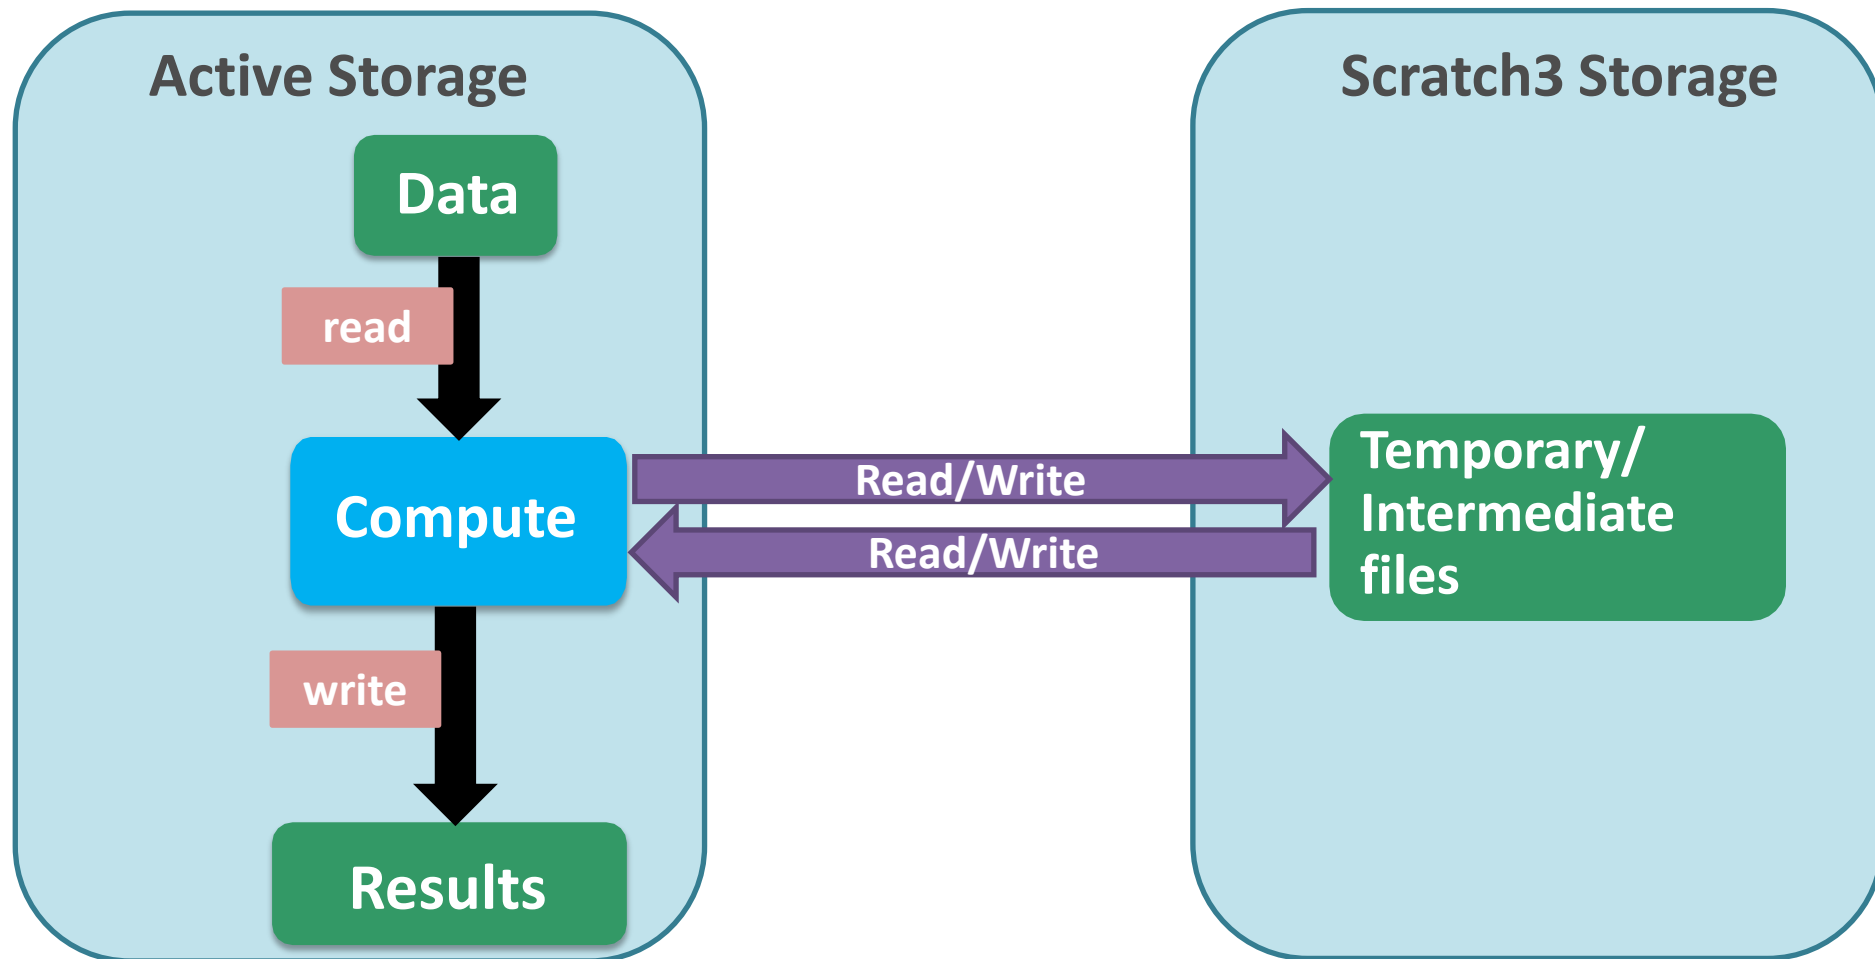 Active Storage
Data
read
Compute
write
Results
Read/Write
Read/Write
Scratch3 Storage
Temporary/
Intermediate
files